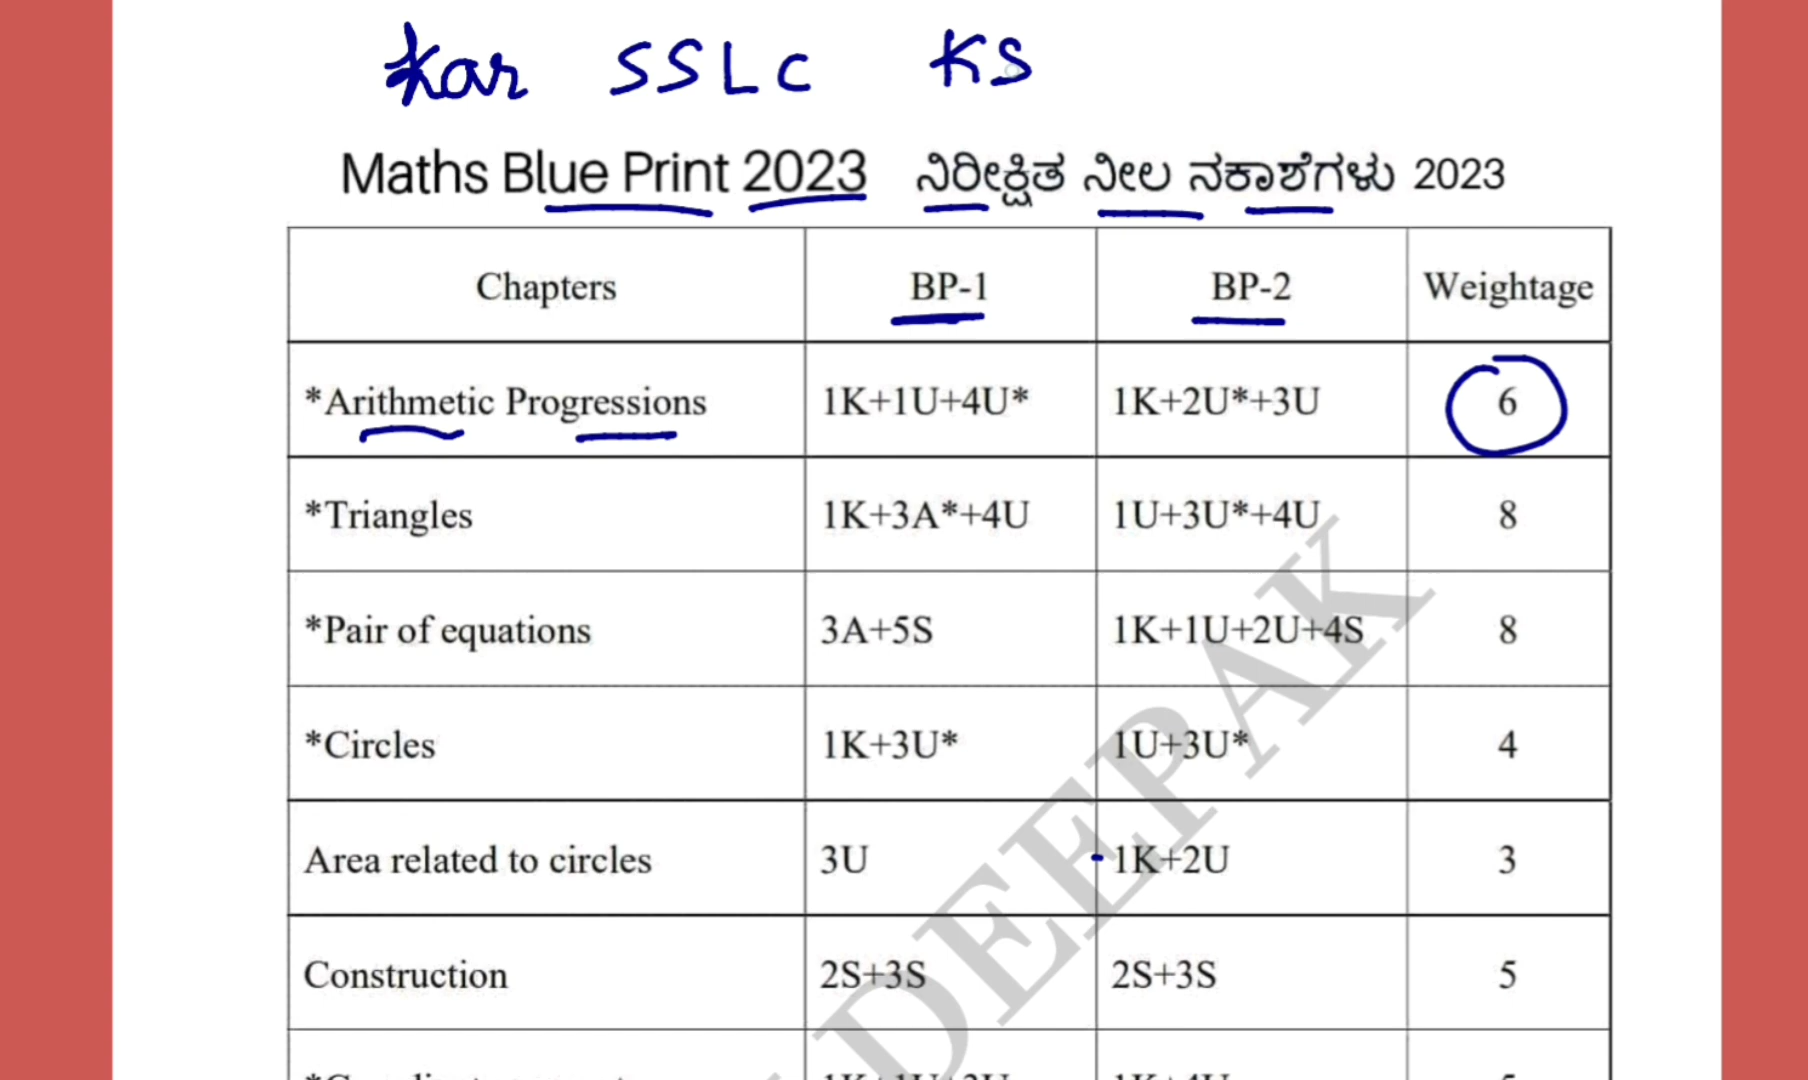 Kar SSLC KS
Maths Blue Print 2023 ನಿರೀಕ್ಷಿತ ನೀಲ ನಕಾಶೆಗಳು 2023
Chapters BP-1 BP-2 Weightage
*Arithmetic Progressions 1K+1U+4U* 1K+2U*+3U 6
*Triangles 1K+3A*+4U 1U+3U*+4U 8
*Pair of equations 3A+5S 1K+1U+2U+4S 8
*Circles 1K+3U* 1U+3U* 4
Area related to circles 3U 1K+2U 3
Construction 2S+3S 2S+3S 5
DEEPAK